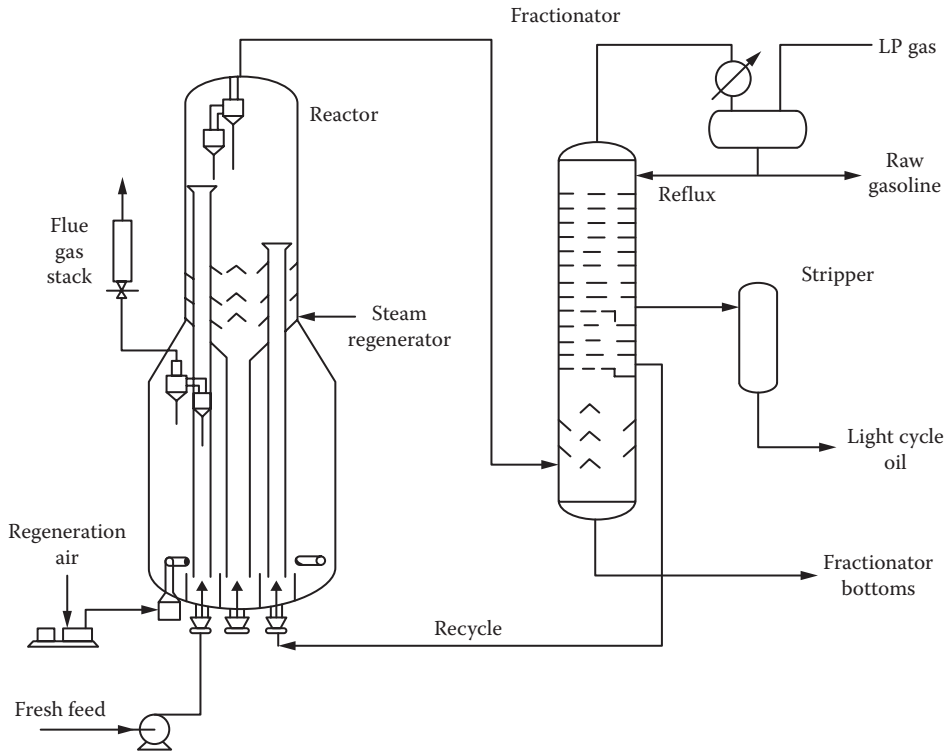 Fractionator
LP gas
Reactor
Raw
gasoline
Reflux
Flue
gas
stack
Stripper
Steam
regenerator
Light cycle
oil
Regeneration
air
Fractionator
bottoms
Recycle
Fresh feed